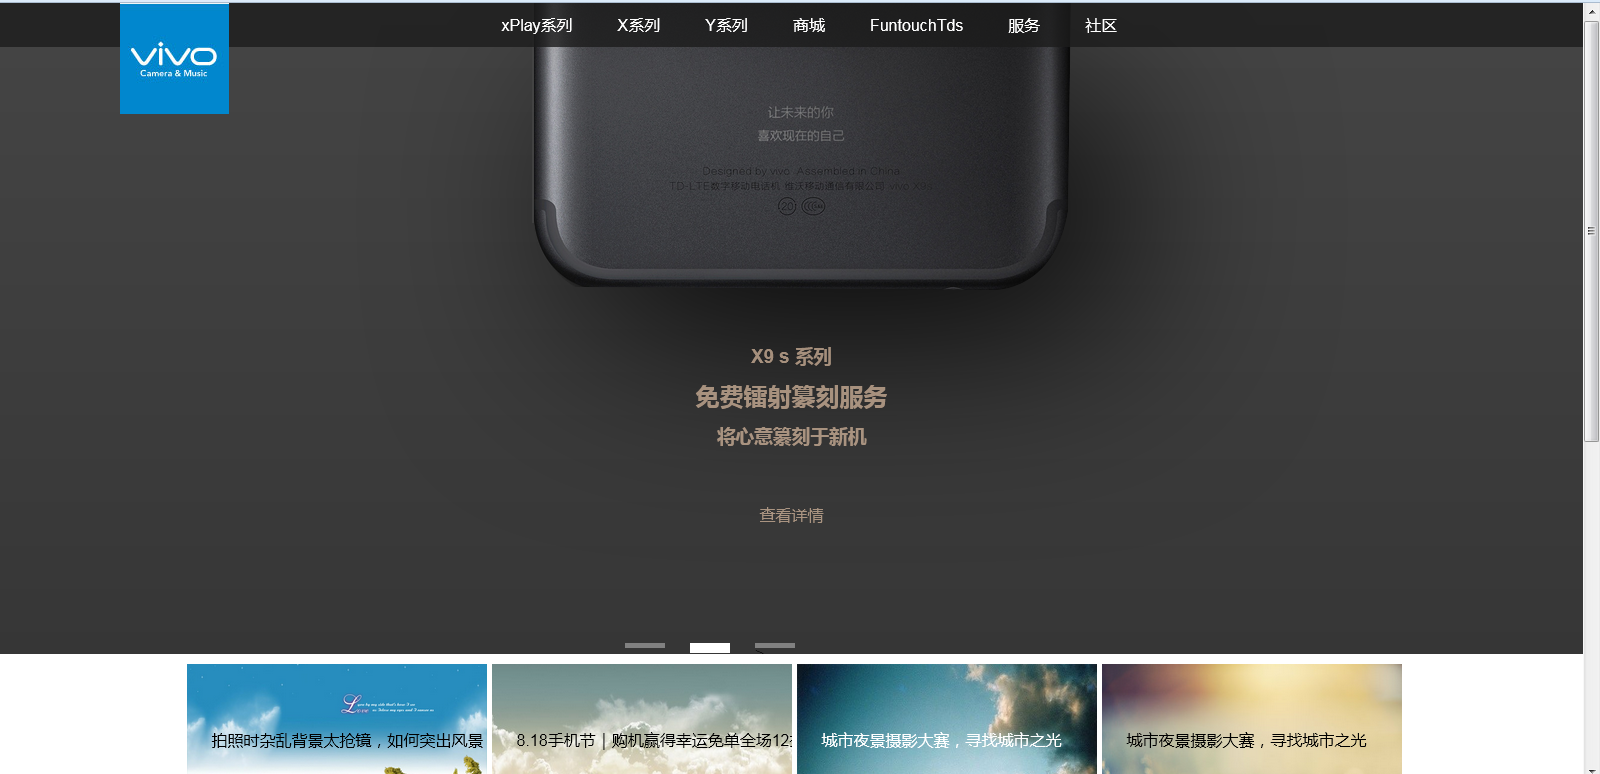 xPlay系列 X系列 Y系列 商城 FuntouchTds 服务 社区
vivo
Camera & Music
让未来的你
喜欢现在的自己
Designed by vivo Assembled in China
TD-LTE数字移动电话机 维沃移动通信有限公司 vivo X9s
20
X9 s 系列
免费镭射纂刻服务
将心意纂刻于新机
查看详情
Love
拍照时杂乱背景太抢镜，如何突出风景
8.18手机节｜购机赢得幸运免单全场12
城市夜景摄影大赛，寻找城市之光
城市夜景摄影大赛，寻找城市之光